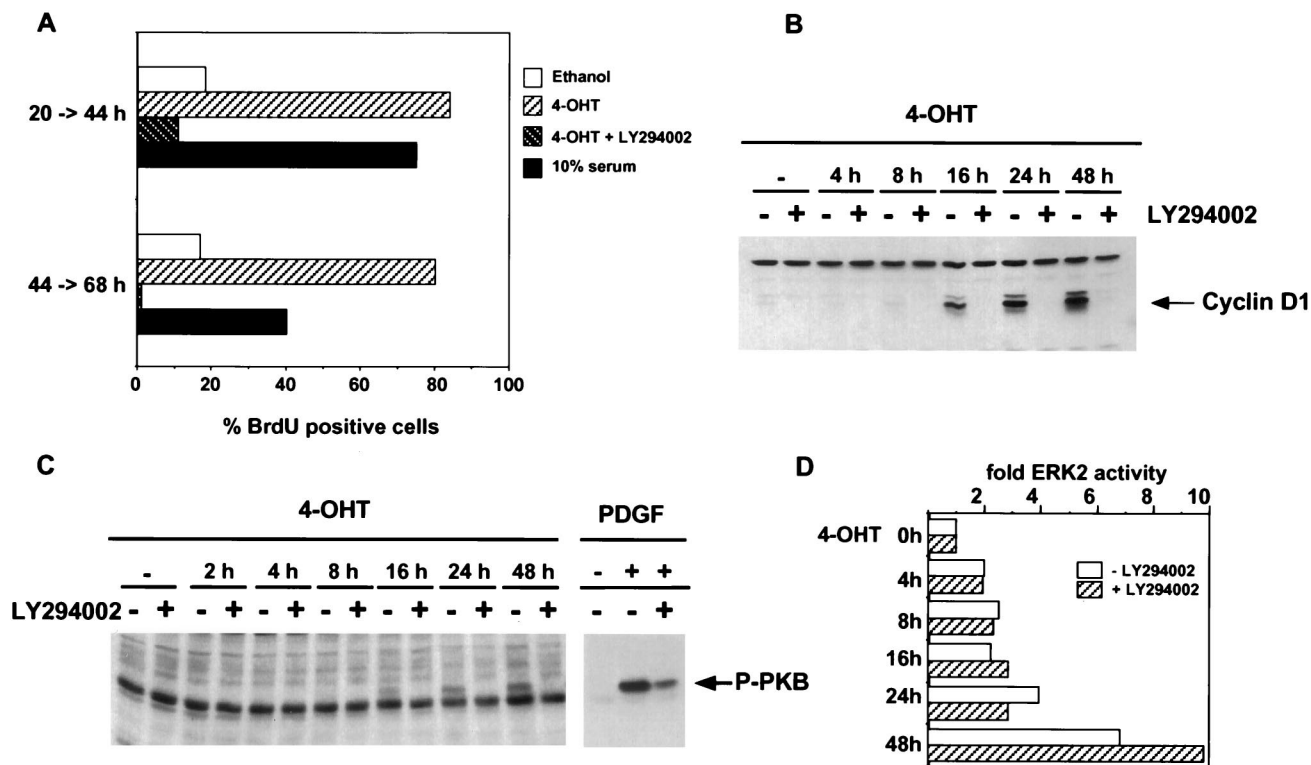 A
20 -> 44 h
44 -> 68 h
Ethanol
4-OHT
4-OHT + LY294002
10% serum
0 20 40 60 80 100
% BrdU positive cells
B
4-OHT
- 4 h 8 h 16 h 24 h 48 h
- + - + - + - + - + - + LY294002
Cyclin D1
C
4-OHT PDGF
- 2 h 4 h 8 h 16 h 24 h 48 h - + +
LY294002 - + - + - + - + - + - + - + - - +
P-PKB
D
fold ERK2 activity
2 4 6 8 10
4-OHT 0h
4h
8h
16h
24h
48h
- LY294002
+ LY294002